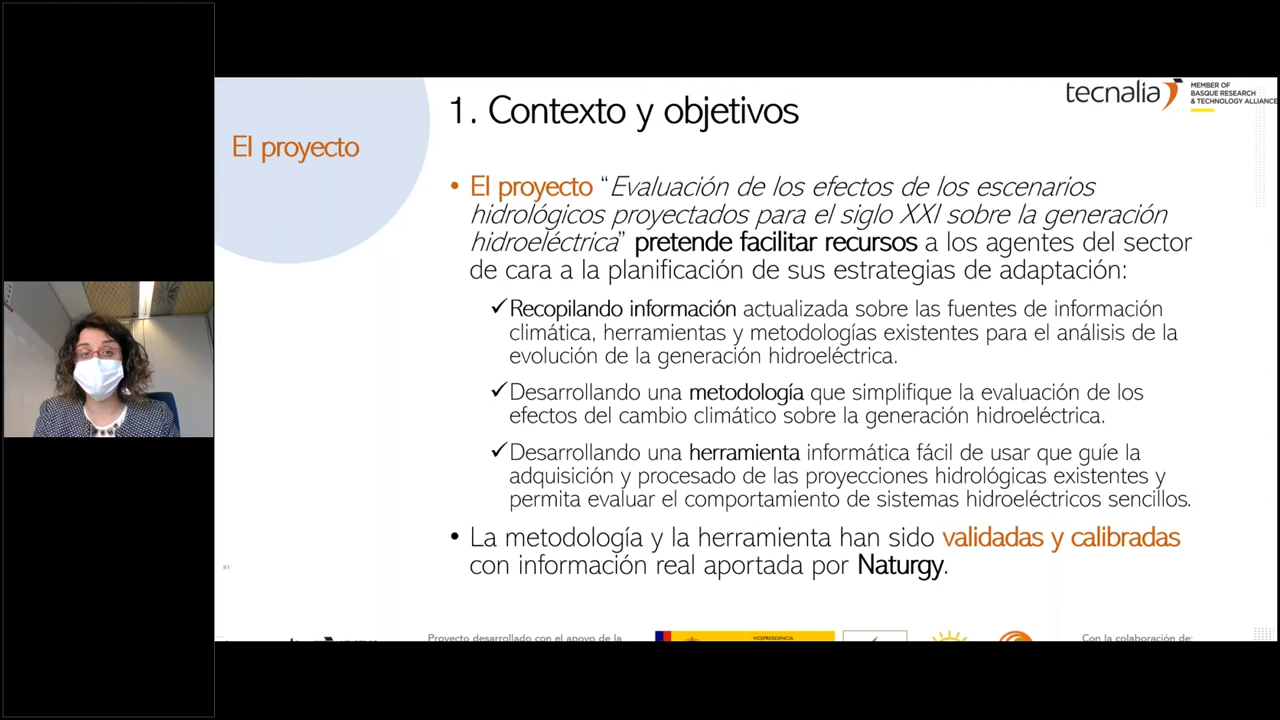 tecnalia
MEMBER OF
BASQUE RESEARCH
& TECHNOLOGY ALLIANCE
1. Contexto y objetivos
El proyecto
• El proyecto “Evaluación de los efectos de los escenarios
hidrológicos proyectados para el siglo XXI sobre la generación
hidroeléctrica” pretende facilitar recursos a los agentes del sector
de cara a la planificación de sus estrategias de adaptación:
✓Recopilando información actualizada sobre las fuentes de información
climática, herramientas y metodologías existentes para el análisis de la
evolución de la generación hidroeléctrica.
✓Desarrollando una metodología que simplifique la evaluación de los
efectos del cambio climático sobre la generación hidroeléctrica.
✓Desarrollando una herramienta informática fácil de usar que guíe la
adquisición y procesado de las proyecciones hidrológicas existentes y
permita evaluar el comportamiento de sistemas hidroeléctricos sencillos.
• La metodología y la herramienta han sido validadas y calibradas
con información real aportada por Naturgy.
Proyecto desarrollado con el apoyo de la
VICEPRESIDENCIA
Con la colaboración de: